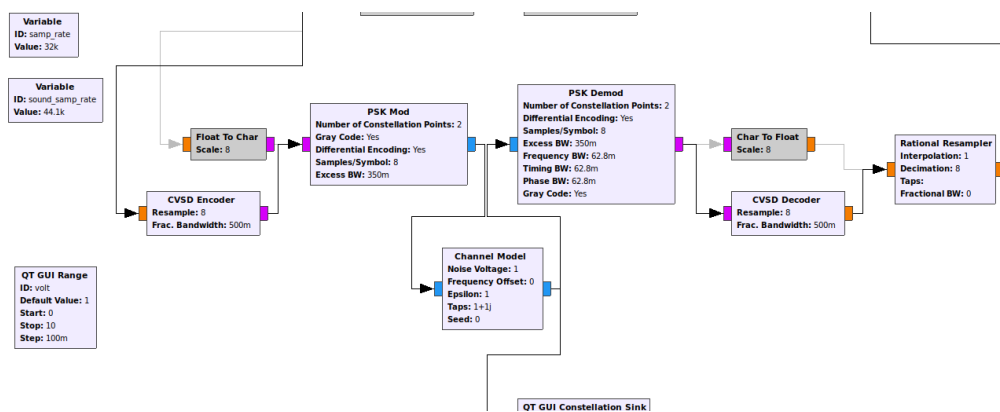 Variable
ID: samp_rate
Value: 32k
Variable
ID: sound_samp_rate
Value: 44.1k
Float To Char
Scale: 8
CVSD Encoder
Resample: 8
Frac. Bandwidth: 500m
PSK Mod
Number of Constellation Points: 2
Gray Code: Yes
Differential Encoding: Yes
Samples/Symbol: 8
Excess BW: 350m
PSK Demod
Number of Constellation Points: 2
Differential Encoding: Yes
Samples/Symbol: 8
Excess BW: 350m
Frequency BW: 62.8m
Timing BW: 62.8m
Phase BW: 62.8m
Gray Code: Yes
Char To Float
Scale: 8
CVSD Decoder
Resample: 8
Frac. Bandwidth: 500m
Rational Resampler
Interpolation: 1
Decimation: 8
Taps:
Fractional BW: 0
QT GUI Range
ID: volt
Default Value: 1
Start: 0
Stop: 10
Step: 100m
Channel Model
Noise Voltage: 1
Frequency Offset: 0
Epsilon: 1
Taps: 1+1j
Seed: 0
QT GUI Constellation Sink